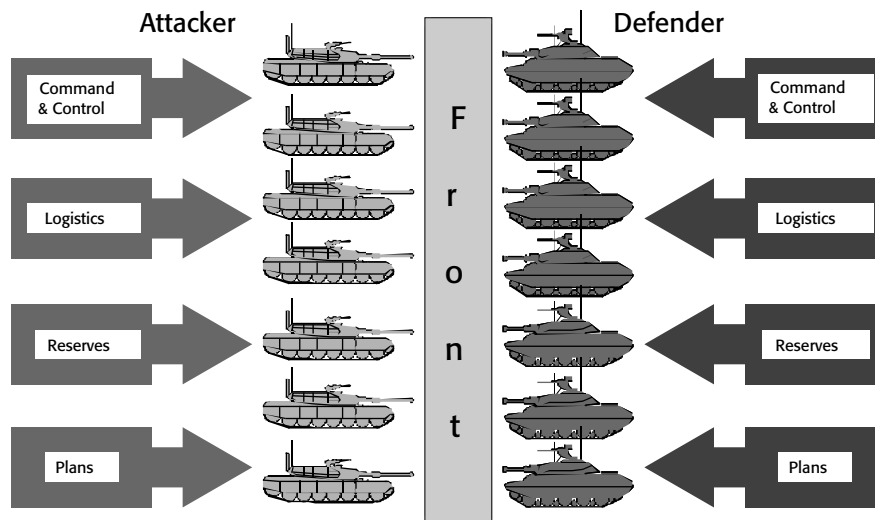 Attacker
Defender
Command
& Control
Logistics
Reserves
Plans
F
r
o
n
t
Command
& Control
Logistics
Reserves
Plans